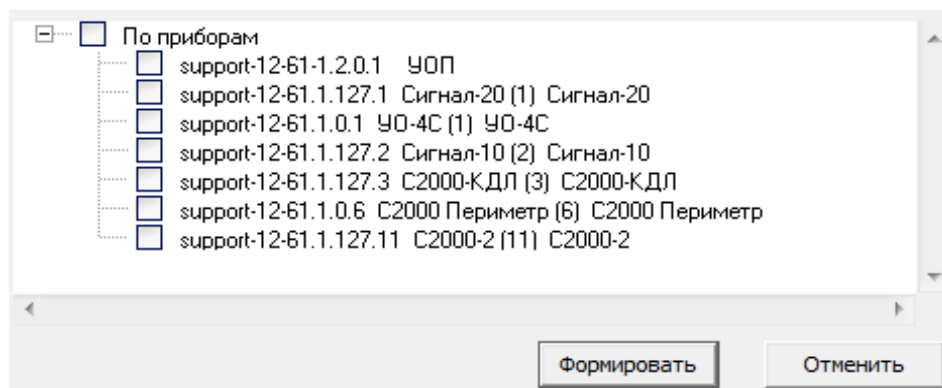 По приборам
support-12-61-1.2.0.1 УОП
support-12-61.1.127.1 Сигнал-20 (1) Сигнал-20
support-12-61.1.0.1 УО-4С (1) УО-4С
support-12-61.1.127.2 Сигнал-10 (2) Сигнал-10
support-12-61.1.127.3 С2000-КДЛ (3) С2000-КДЛ
support-12-61.1.0.6 С2000 Периметр (6) С2000 Периметр
support-12-61.1.127.11 С2000-2 (11) С2000-2
Формировать Отменить